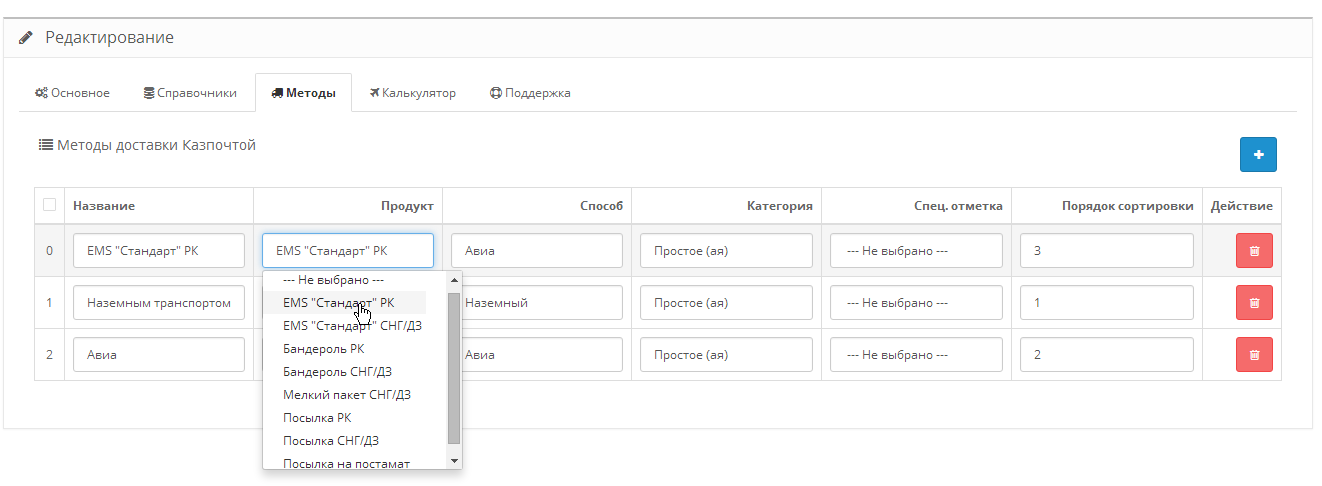 Редактирование
Основное Справочники Методы Калькулятор Поддержка
Методы доставки Казпочтой
Название Продукт Способ Категория Спец. отметка Порядок сортировки Действие
0 EMS "Стандарт" РК EMS "Стандарт" РК Авиа Простое (ая) --- Не выбрано --- 3
1 Наземным транспортом Наземный Простое (ая) --- Не выбрано --- 1
2 Авиа Авиа Простое (ая) --- Не выбрано --- 2
--- Не выбрано ---
EMS "Стандарт" РК
EMS "Стандарт" СНГ/ДЗ
Бандероль РК
Бандероль СНГ/ДЗ
Мелкий пакет СНГ/ДЗ
Посылка РК
Посылка СНГ/ДЗ
Посылка на постамат